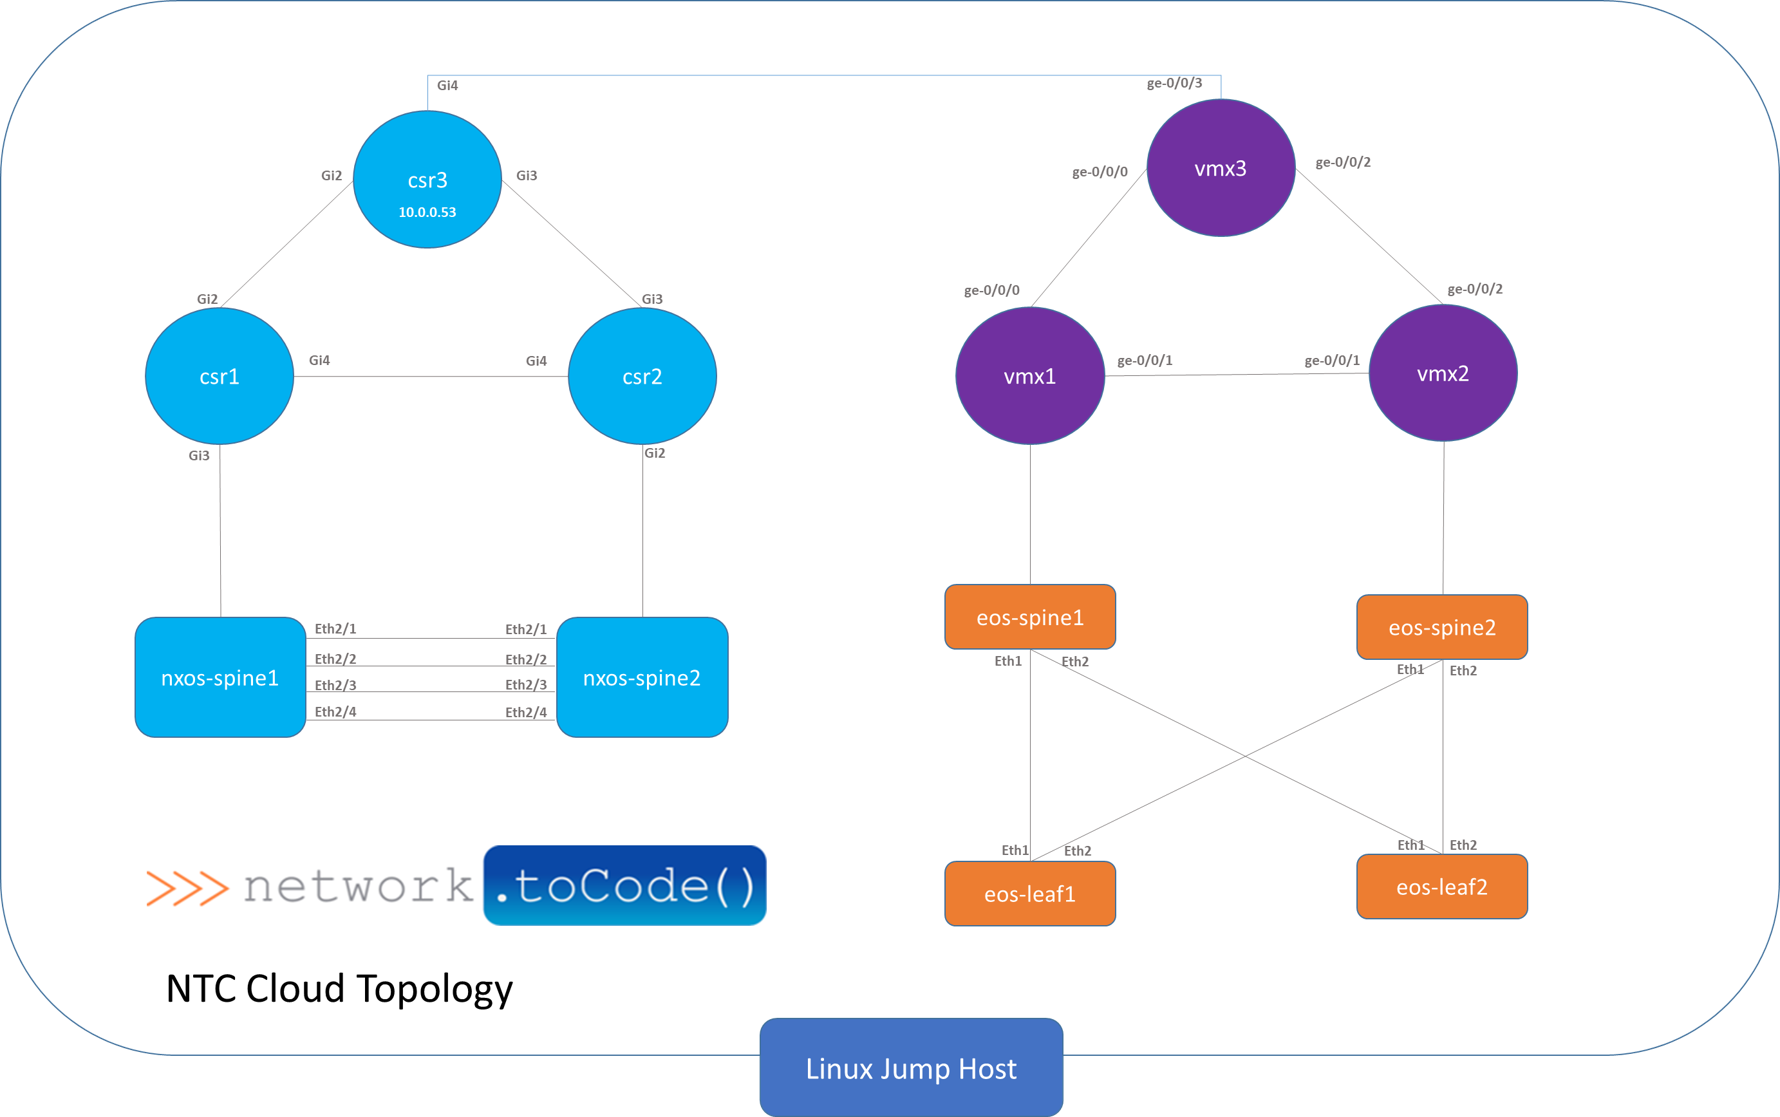 Gi4
ge-0/0/3
csr3
10.0.0.53
Gi2
Gi3
vmx3
ge-0/0/0
ge-0/0/2
Gi2
Gi3
ge-0/0/0
ge-0/0/2
csr1
Gi4
Gi4
csr2
vmx1
ge-0/0/1
ge-0/0/1
vmx2
Gi3
Gi2
nxos-spine1
Eth2/1
Eth2/1
Eth2/2
Eth2/2
Eth2/3
Eth2/3
Eth2/4
Eth2/4
nxos-spine2
eos-spine1
eos-spine2
Eth1
Eth2
Eth1
Eth2
Eth1
Eth2
Eth1
Eth2
eos-leaf1
eos-leaf2
>>> network .toCode()
NTC Cloud Topology
Linux Jump Host